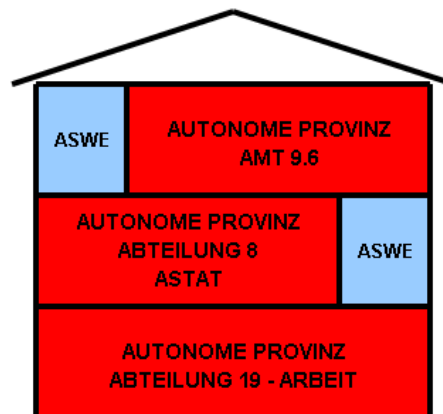 ASWE
AUTONOME PROVINZ
AMT 9.6
AUTONOME PROVINZ
ABTEILUNG 8
ASTAT
ASWE
AUTONOME PROVINZ
ABTEILUNG 19 - ARBEIT